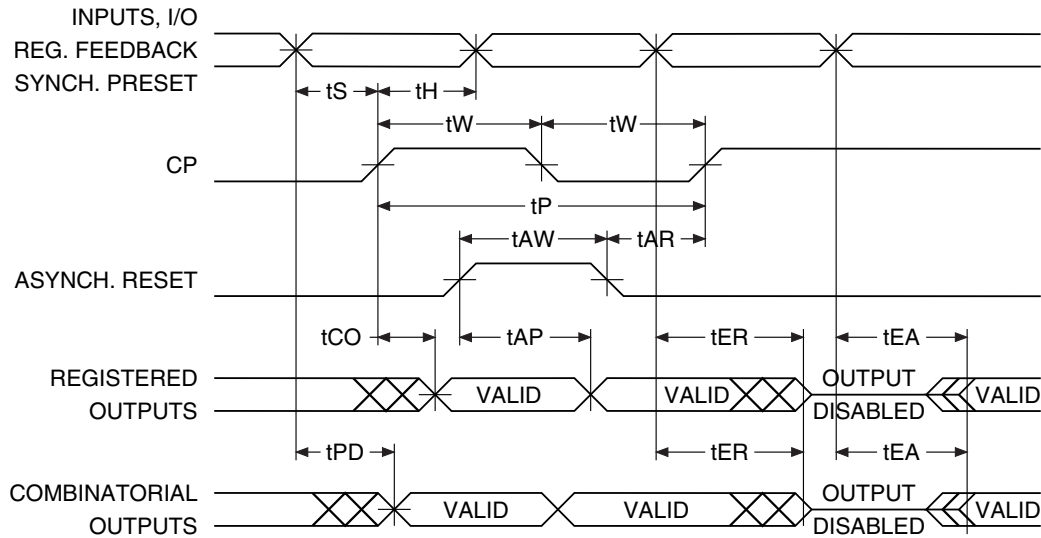 INPUTS, I/O
REG. FEEDBACK
SYNCH. PRESET
tS tH
tW tW
CP
tP
tAW tAR
ASYNCH. RESET
tCO tAP tER tEA
REGISTERED OUTPUT
VALID VALID VALID
OUTPUTS DISABLED
tPD tER tEA
COMBINATORIAL OUTPUT
VALID VALID VALID
OUTPUTS DISABLED